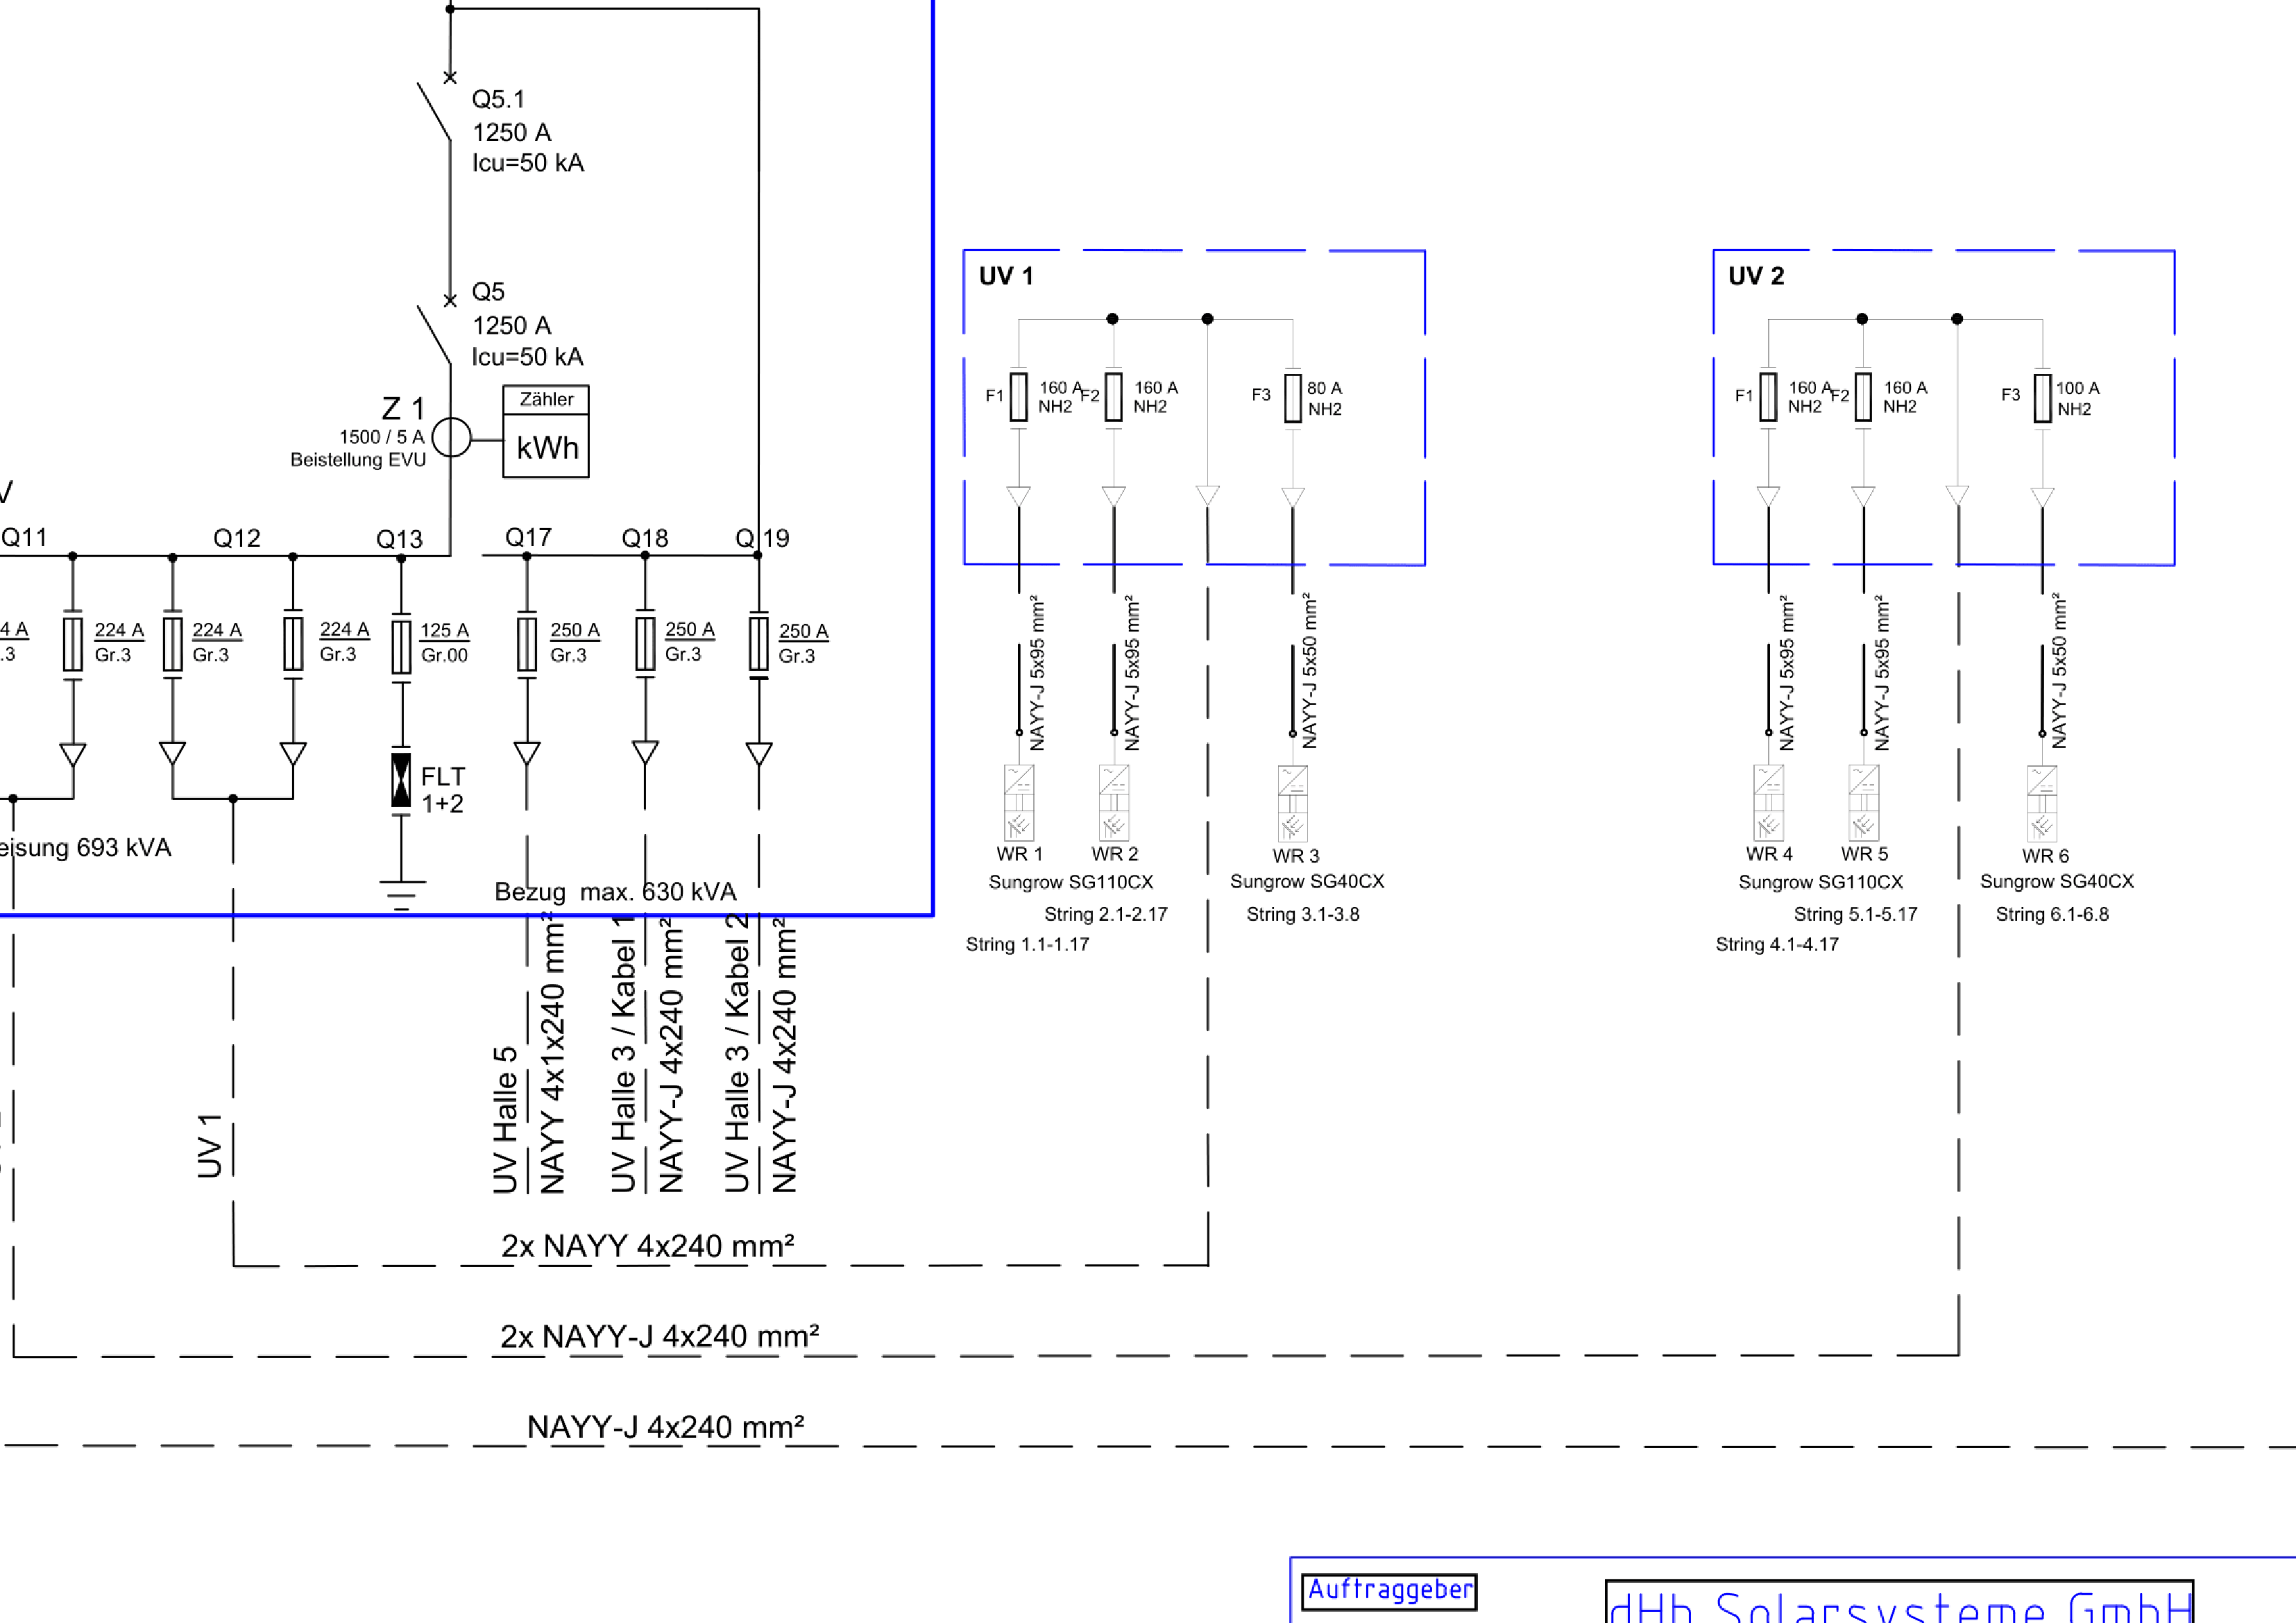 Q5.1
1250 A
Icu=50 kA
Q5
1250 A
Icu=50 kA
Z 1
1500 / 5 A
Beistellung EVU
Zähler
kWh
Q11
Q12
Q13
Q17
Q18
Q 19
4 A
.3
224 A
Gr.3
224 A
Gr.3
224 A
Gr.3
125 A
Gr.00
250 A
Gr.3
250 A
Gr.3
250 A
Gr.3
FLT
1+2
eisung 693 kVA
Bezug max. 630 kVA
UV 1
UV Halle 5
NAYY 4x1x240 mm²
UV Halle 3 / Kabel 1
NAYY-J 4x240 mm²
UV Halle 3 / Kabel 2
NAYY-J 4x240 mm²
2x NAYY 4x240 mm²
2x NAYY-J 4x240 mm²
NAYY-J 4x240 mm²
UV 1
F1
160 A
NH2
F2
160 A
NH2
F3
80 A
NH2
NAYY-J 5x95 mm²
NAYY-J 5x95 mm²
NAYY-J 5x50 mm²
WR 1
WR 2
WR 3
Sungrow SG110CX
Sungrow SG40CX
String 2.1-2.17
String 3.1-3.8
String 1.1-1.17
UV 2
F1
160 A
NH2
F2
160 A
NH2
F3
100 A
NH2
NAYY-J 5x95 mm²
NAYY-J 5x95 mm²
NAYY-J 5x50 mm²
WR 4
WR 5
WR 6
Sungrow SG110CX
Sungrow SG40CX
String 5.1-5.17
String 6.1-6.8
String 4.1-4.17
Auftraggeber
dHb Solarsysteme GmbH